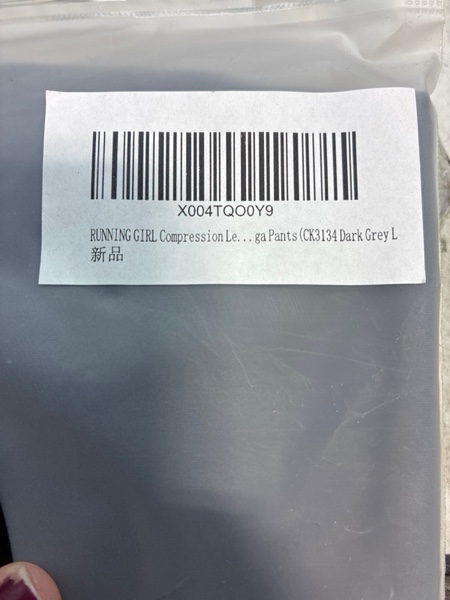 X004TQO0Y9
RUNNING GIRL Compression Le...ga Pants(CK3134 Dark Grey L
新品